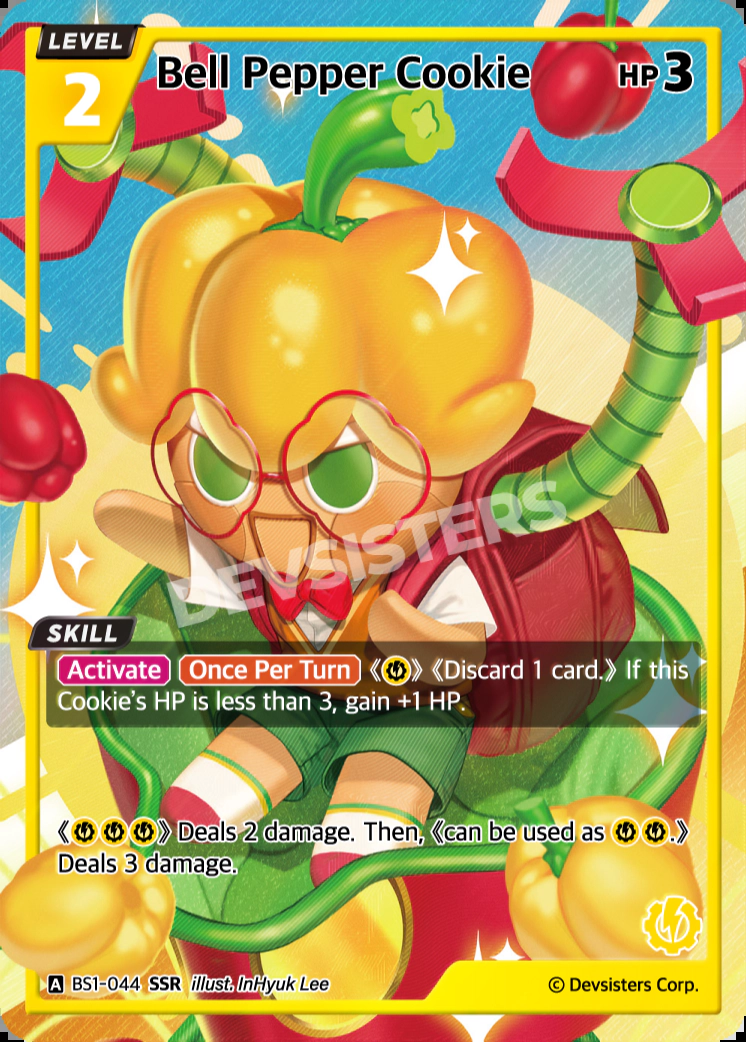 LEVEL
2
Bell Pepper Cookie
HP 3
DEVSISTERS
SKILL
Activate Once Per Turn 《》 《Discard 1 card.》 If this
Cookie's HP is less than 3, gain +1 HP.
《》 Deals 2 damage. Then, 《can be used as .》
Deals 3 damage.
A BS1-044 SSR illust. InHyuk Lee
© Devsisters Corp.